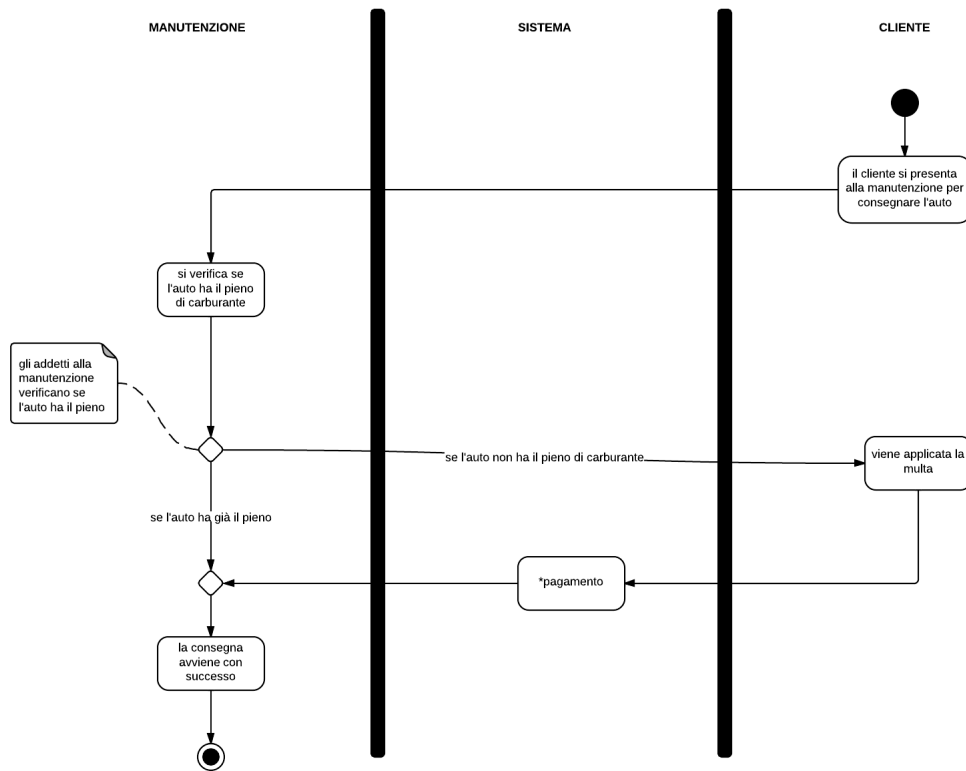 MANUTENZIONE
SISTEMA
CLIENTE
il cliente si presenta
alla manutenzione per
consegnare l'auto
si verifica se
l'auto ha il pieno
di carburante
gli addetti alla
manutenzione
verificano se
l'auto ha il pieno
se l'auto non ha il pieno di carburante
viene applicata la
multa
se l'auto ha già il pieno
*pagamento
la consegna
avviene con
successo